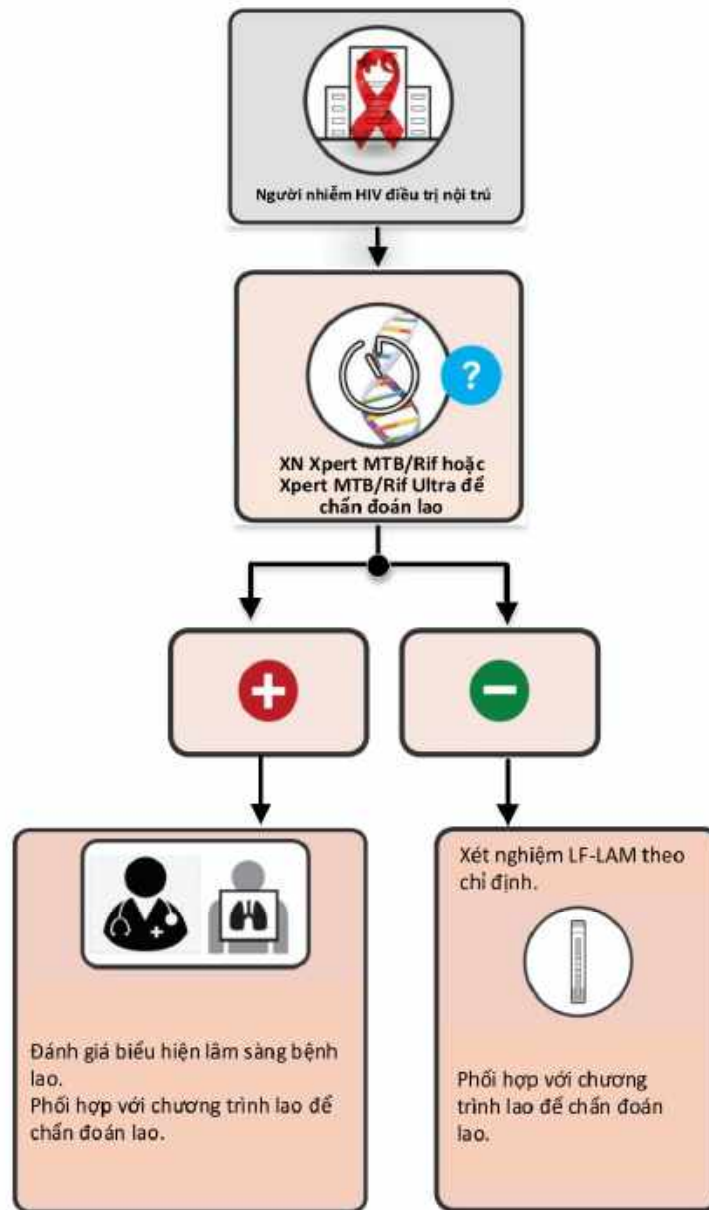 Người nhiễm HIV điều trị nội trú
?
XN Xpert MTB/Rif hoặc
Xpert MTB/Rif Ultra để
chẩn đoán lao
Đánh giá biểu hiện lâm sàng bệnh
lao.
Phối hợp với chương trình lao để
chẩn đoán lao.
Xét nghiệm LF-LAM theo
chỉ định.
Phối hợp với chương
trình lao để chẩn đoán
lao.